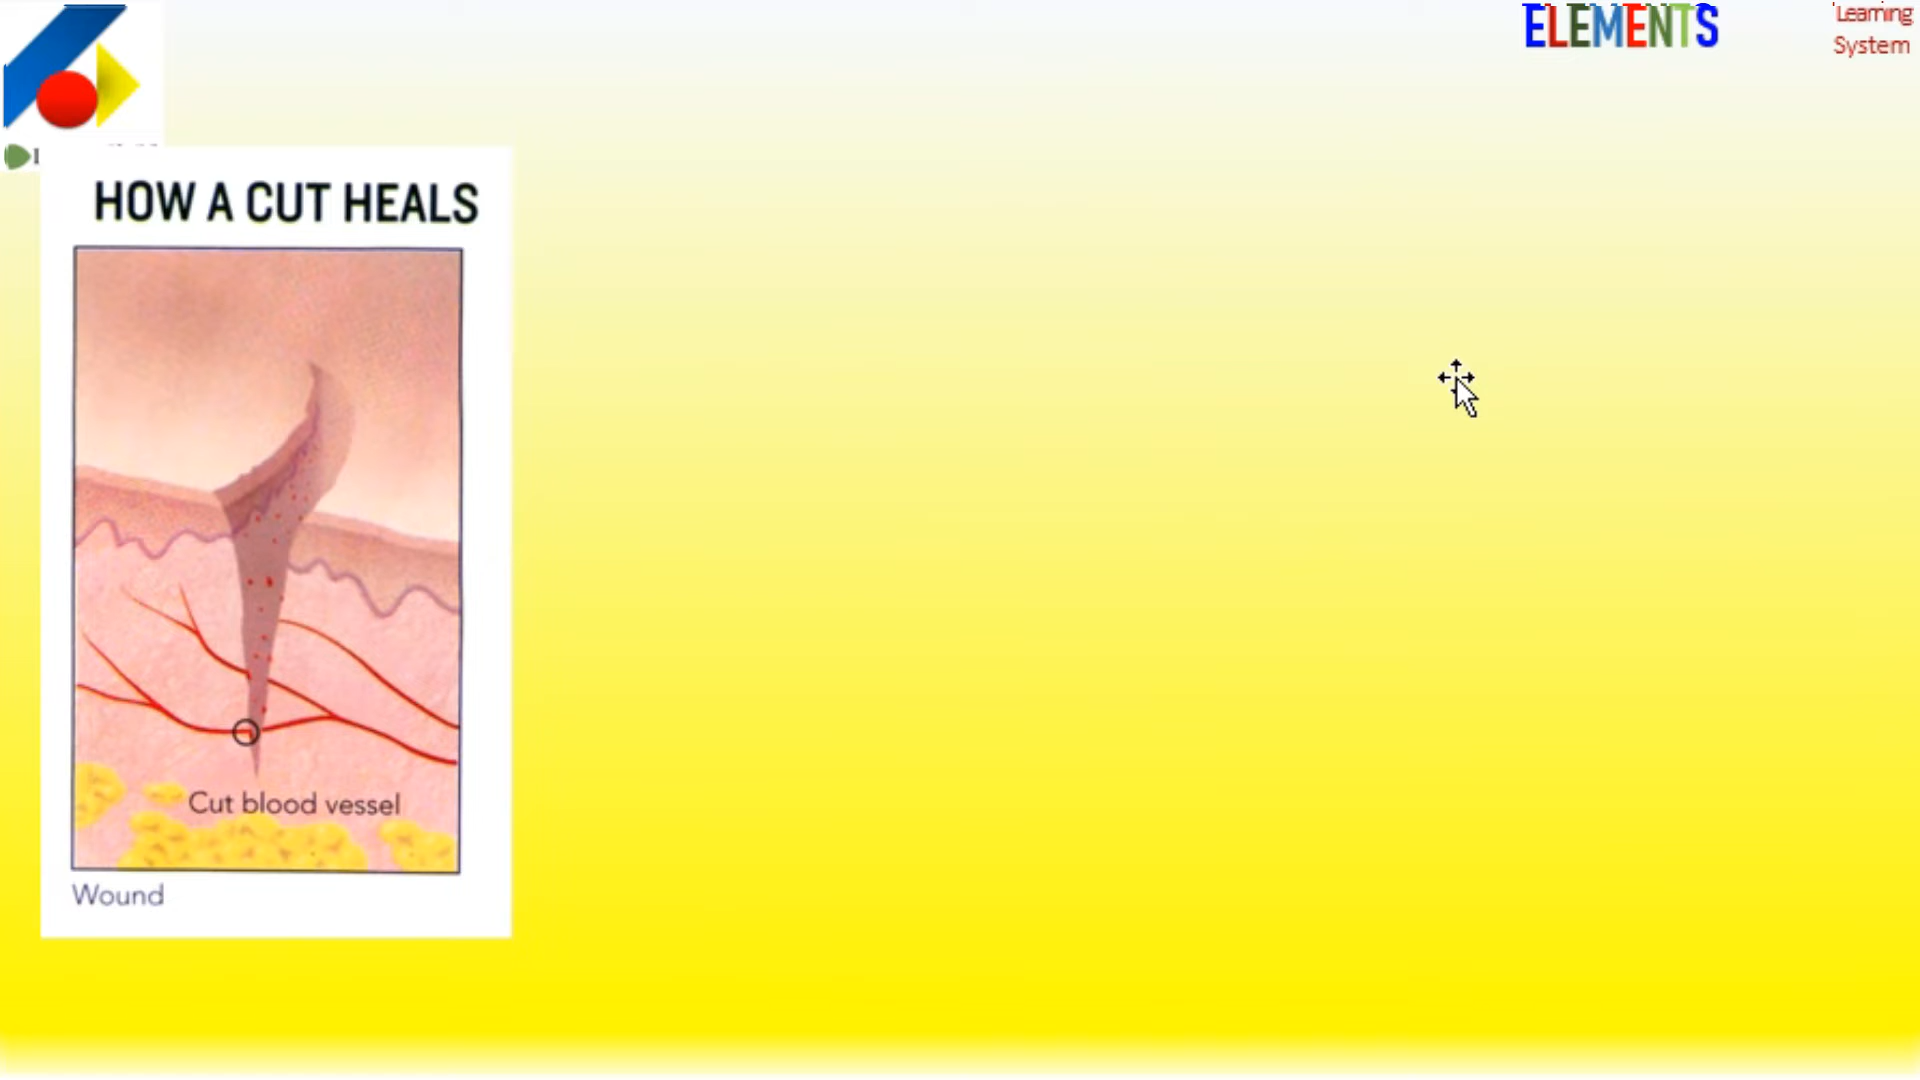 ELEMENTS
Learning
System
HOW A CUT HEALS
Cut blood vessel
Wound